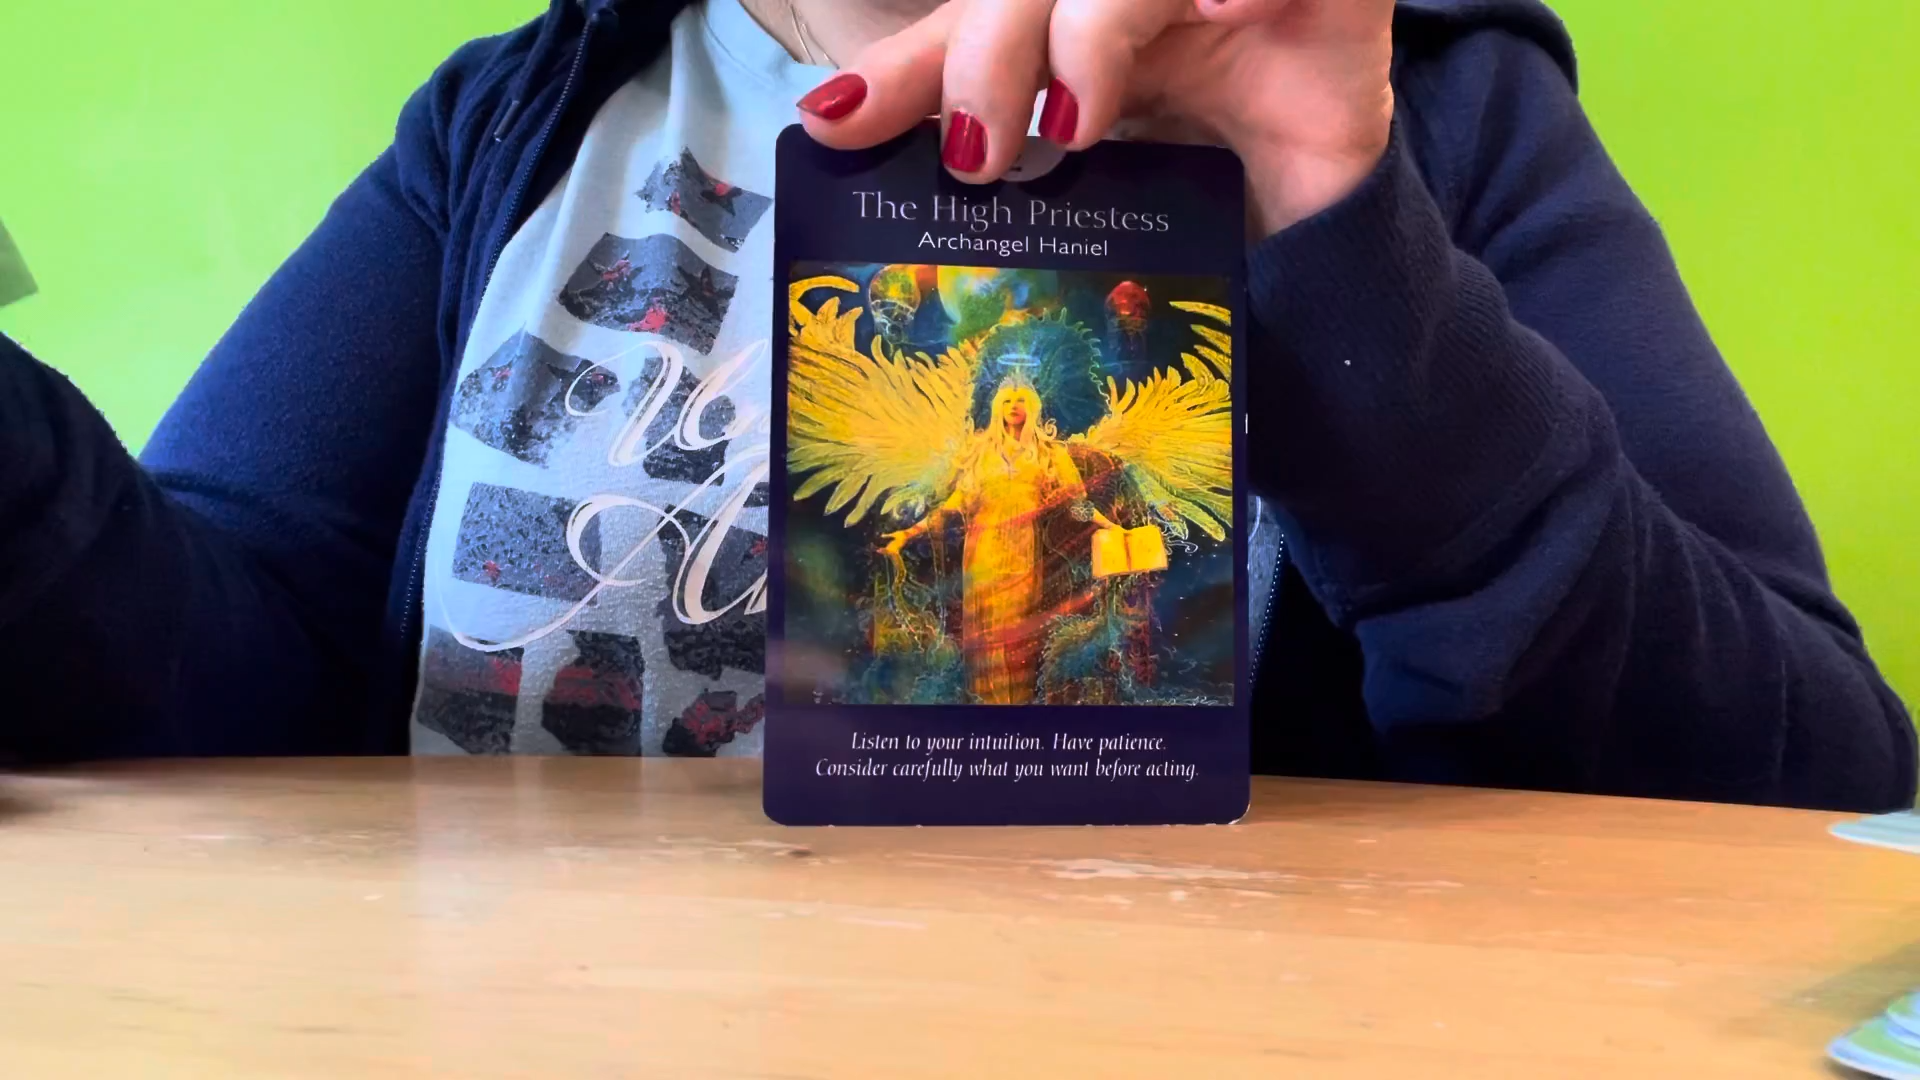 The High Priestess
Archangel Haniel
Listen to your intuition. Have patience.
Consider carefully what you want before acting.